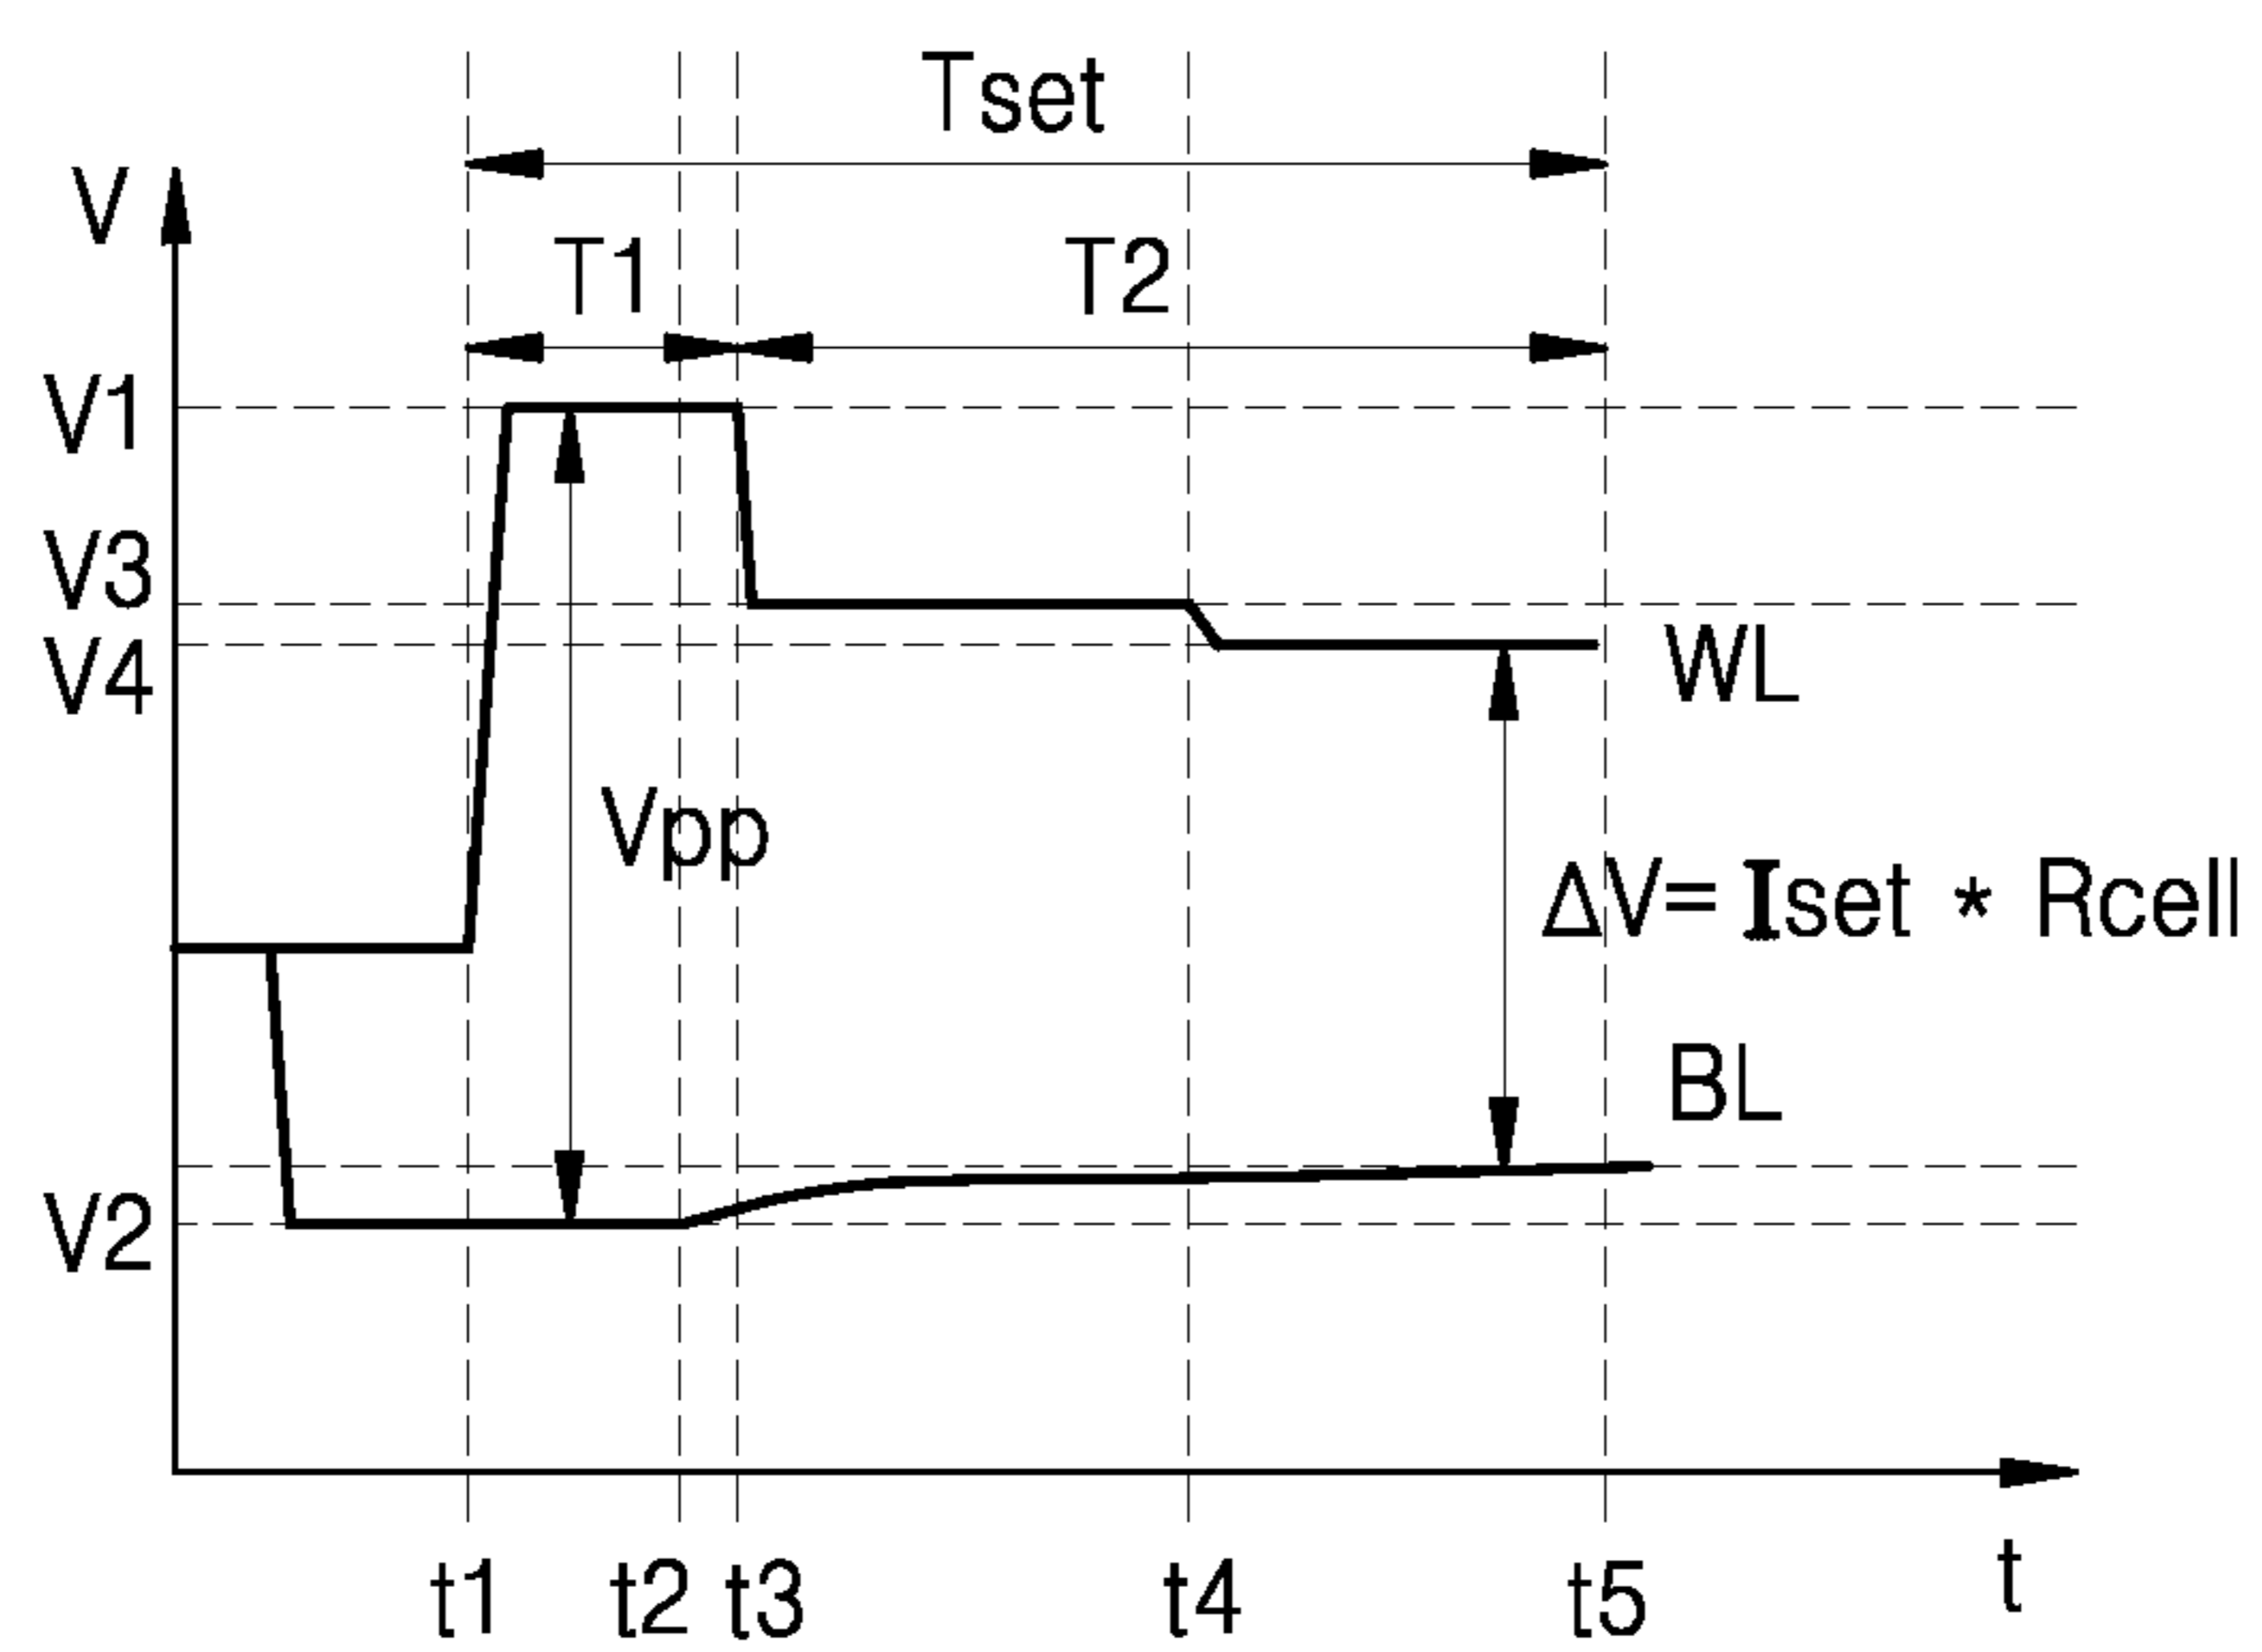 Tset
V
T1
T2
V1
V3
V4
WL
Vpp
ΔV= Iset * Rcell
BL
V2
t1
t2
t3
t4
t5
t